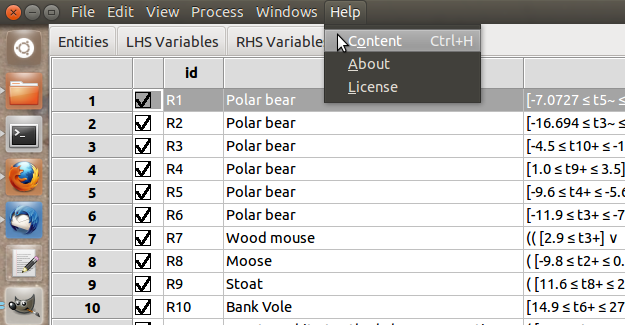 File Edit View Process Windows Help
Entities LHS Variables RHS Variable
Content Ctrl+H
About
License
id
1 R1 Polar bear [-7.0727 ≤ t5~ ≤
2 R2 Polar bear [-16.694 ≤ t3~ ≤
3 R3 Polar bear [-4.5 ≤ t10+ ≤ -1
4 R4 Polar bear [1.0 ≤ t9+ ≤ 3.5]
5 R5 Polar bear [-9.6 ≤ t4+ ≤ -5.6
6 R6 Polar bear [-11.9 ≤ t3+ ≤ -7
7 R7 Wood mouse (( [2.9 ≤ t3+] ∨
8 R8 Moose ( [-9.8 ≤ t2+ ≤ 0.
9 R9 Stoat ( [11.6 ≤ t8+ ≤ 2
10 R10 Bank Vole [14.9 ≤ t6+ ≤ 27